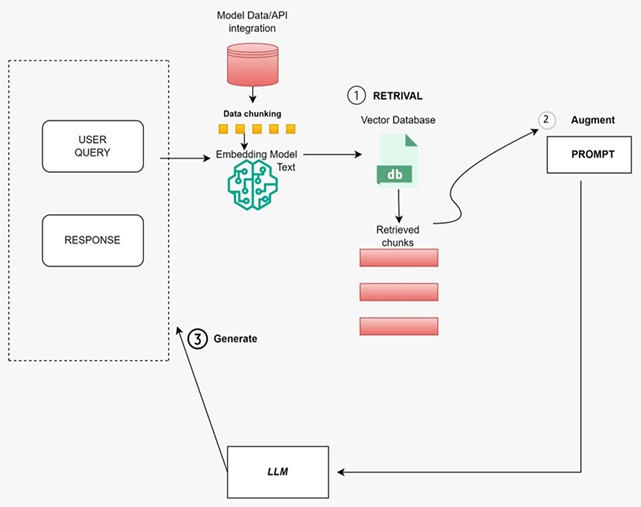 Model Data/API
integration
Data chunking
USER
QUERY
RESPONSE
Embedding Model
Text
1 RETRIVAL
Vector Database
db
Retrieved
chunks
2 Augment
PROMPT
3 Generate
LLM